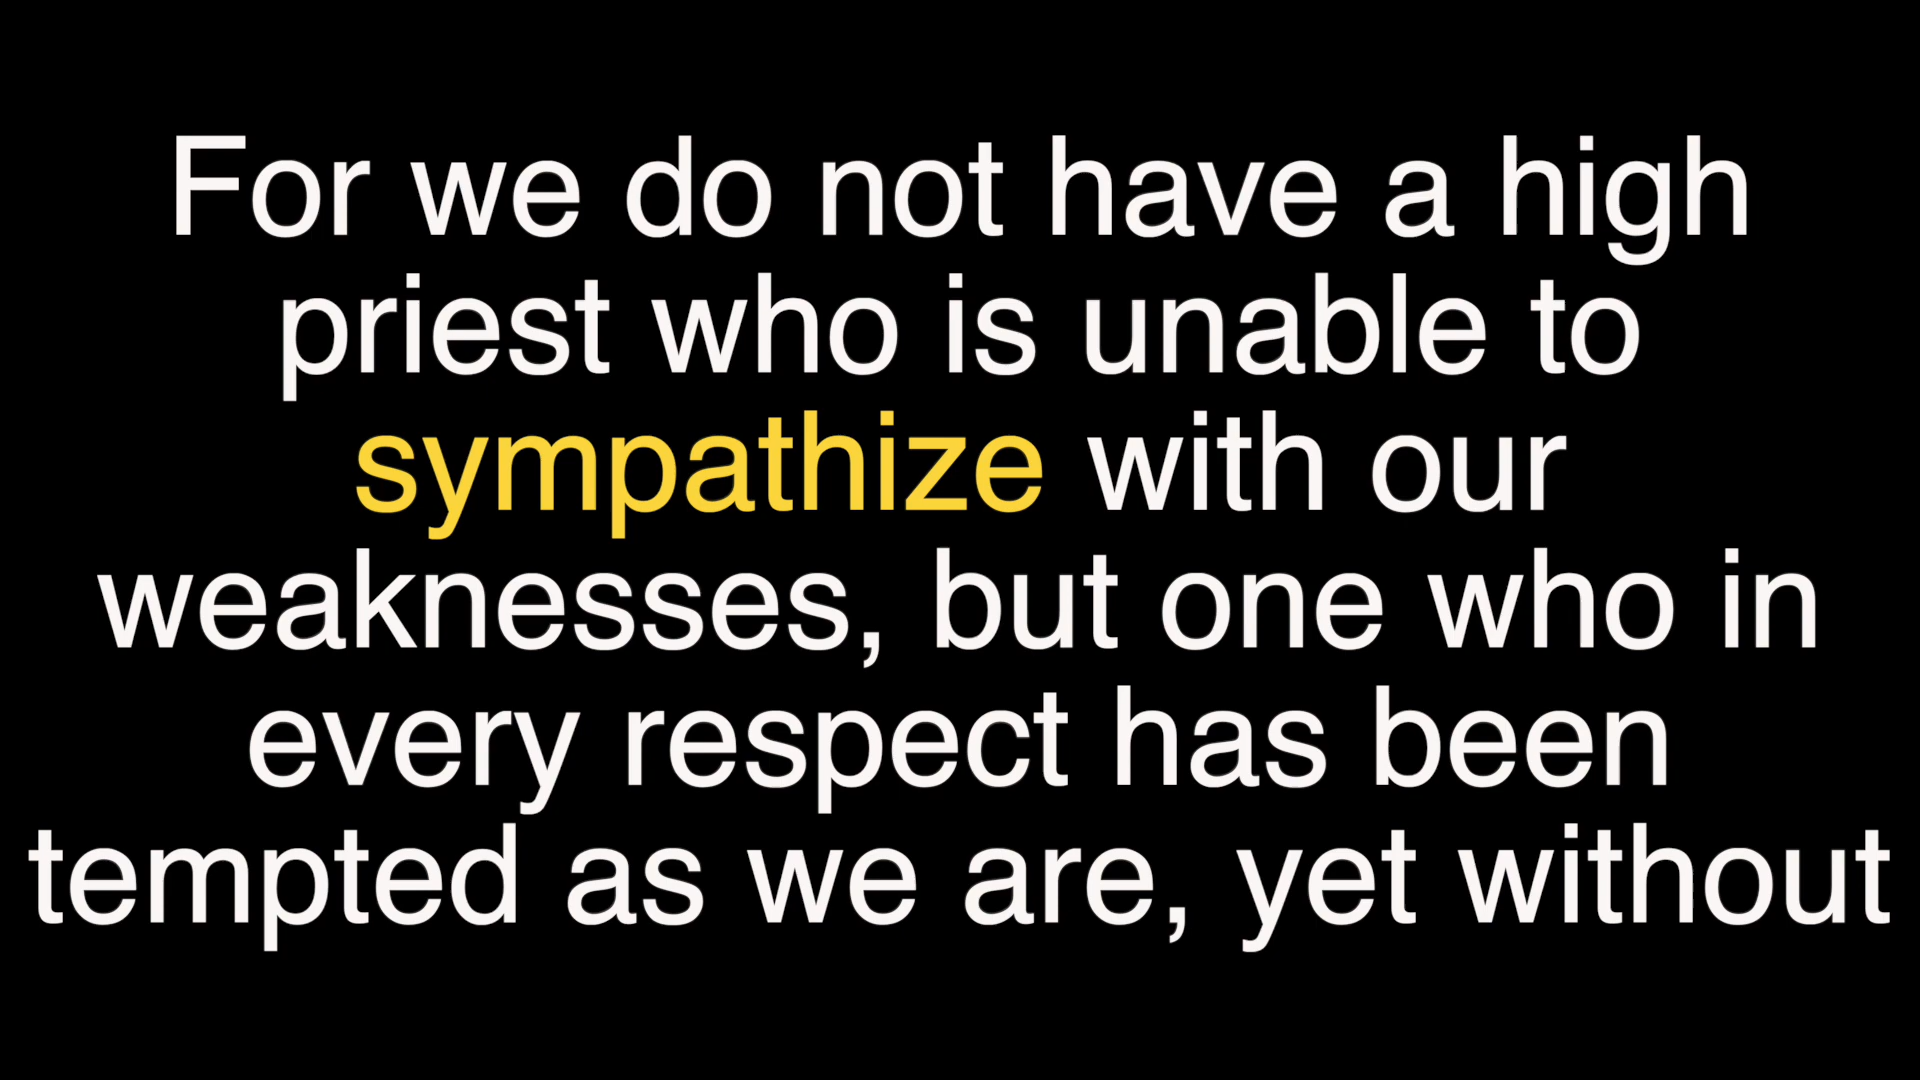 For we do not have a high
priest who is unable to
sympathize with our
weaknesses, but one who in
every respect has been
tempted as we are, yet without